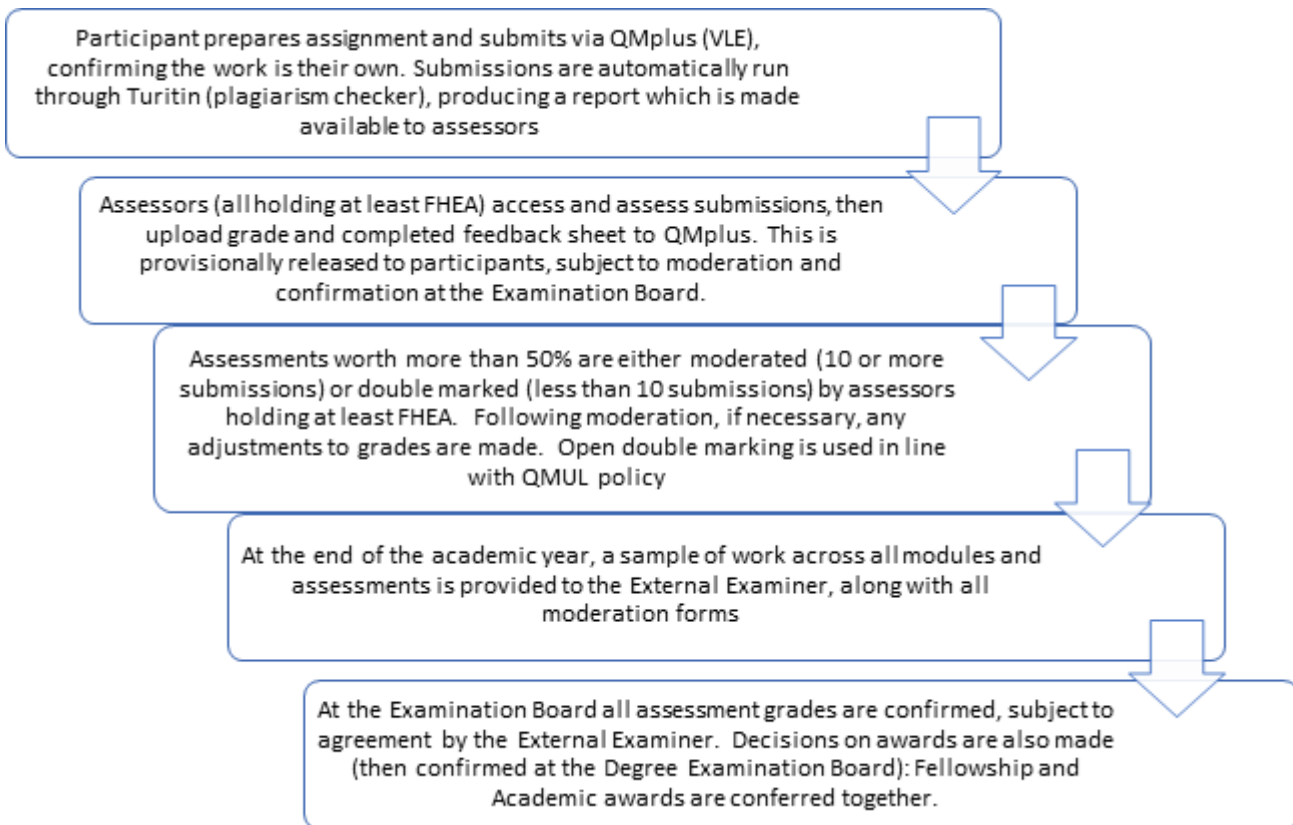 Participant prepares assignment and submits via QMplus (VLE),
confirming the work is their own. Submissions are automatically run
through Turitin (plagiarism checker), producing a report which is made
available to assessors
Assessors (all holding at least FHEA) access and assess submissions, then
upload grade and completed feedback sheet to QMplus. This is
provisionally released to participants, subject to moderation and
confirmation at the Examination Board.
Assessments worth more than 50% are either moderated (10 or more
submissions) or double marked (less than 10 submissions) by assessors
holding at least FHEA. Following moderation, if necessary, any
adjustments to grades are made. Open double marking is used in line
with QMUL policy
At the end of the academic year, a sample of work across all modules and
assessments is provided to the External Examiner, along with all
moderation forms
At the Examination Board all assessment grades are confirmed, subject to
agreement by the External Examiner. Decisions on awards are also made
(then confirmed at the Degree Examination Board): Fellowship and
Academic awards are conferred together.